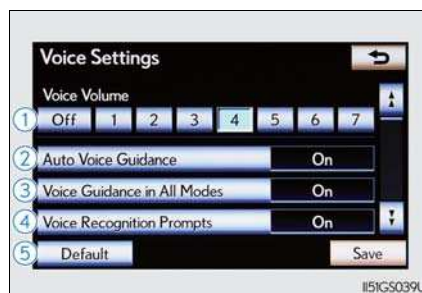 Voice Settings
Voice Volume
1 Off 1 2 3 4 5 6 7
2 Auto Voice Guidance On
3 Voice Guidance in All Modes On
4 Voice Recognition Prompts On
5 Default Save
II51GS039U